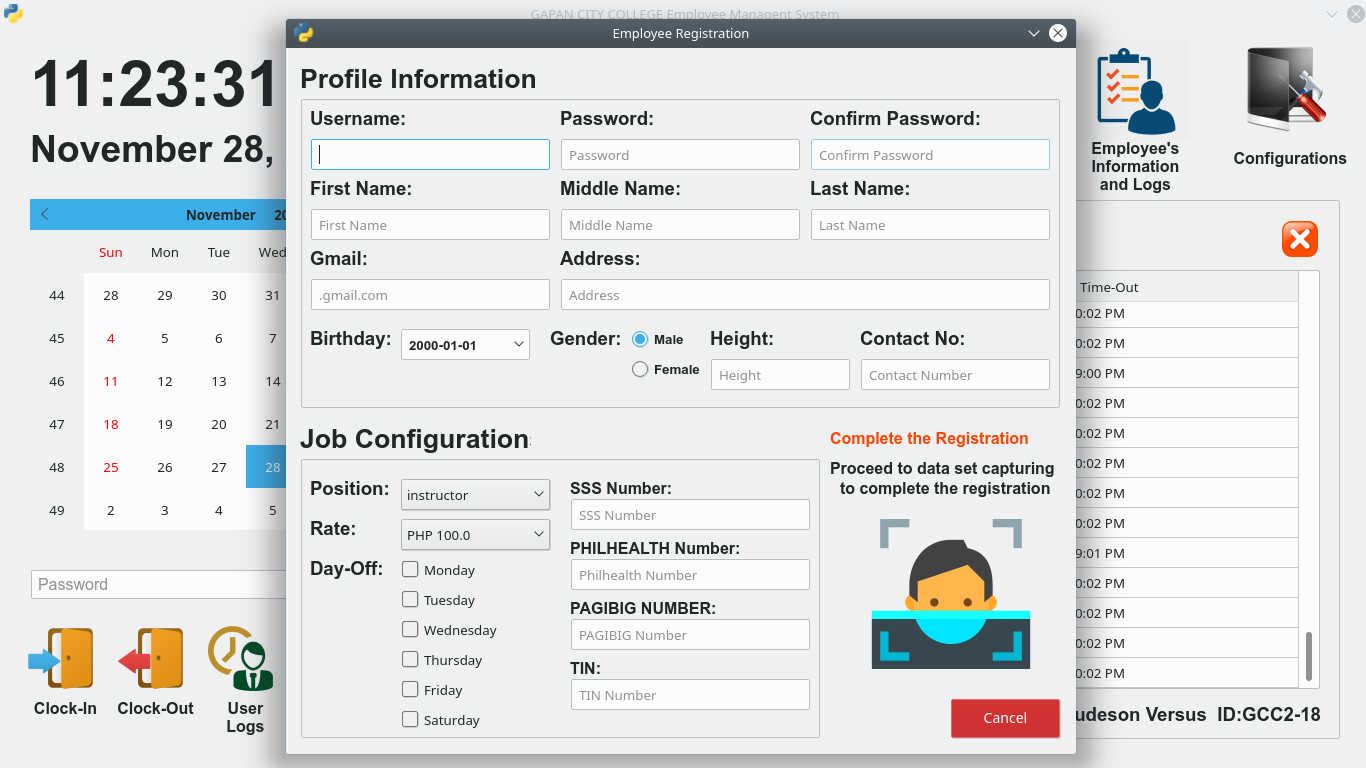 GAPAN CITY COLLEGE Employee Managent System
Employee Registration
11:23:31
November 28,
November 20
Sun Mon Tue Wed
44 28 29 30 31
45 4 5 6 7
46 11 12 13 14
47 18 19 20 21
48 25 26 27 28
49 2 3 4 5
Password
Clock-In
Clock-Out
User
Logs
Profile Information
Username: Password: Confirm Password:
Password Confirm Password
First Name: Middle Name: Last Name:
First Name Middle Name Last Name
Gmail: Address:
.gmail.com Address
Birthday: 2000-01-01 Gender: Male Height: Contact No:
Female Height Contact Number
Job Configuration:
Position: instructor
Rate: PHP 100.0
Day-Off: Monday
Tuesday
Wednesday
Thursday
Friday
Saturday
SSS Number:
SSS Number
PHILHEALTH Number:
Philhealth Number
PAGIBIG NUMBER:
PAGIBIG Number
TIN:
TIN Number
Complete the Registration
Proceed to data set capturing
to complete the registration
Cancel
Employee's
Information
and Logs
Configurations
Time-Out
0:02 PM
0:02 PM
9:00 PM
0:02 PM
0:02 PM
0:02 PM
0:02 PM
0:02 PM
9:01 PM
0:02 PM
0:02 PM
0:02 PM
0:02 PM
udeson Versus ID:GCC2-18